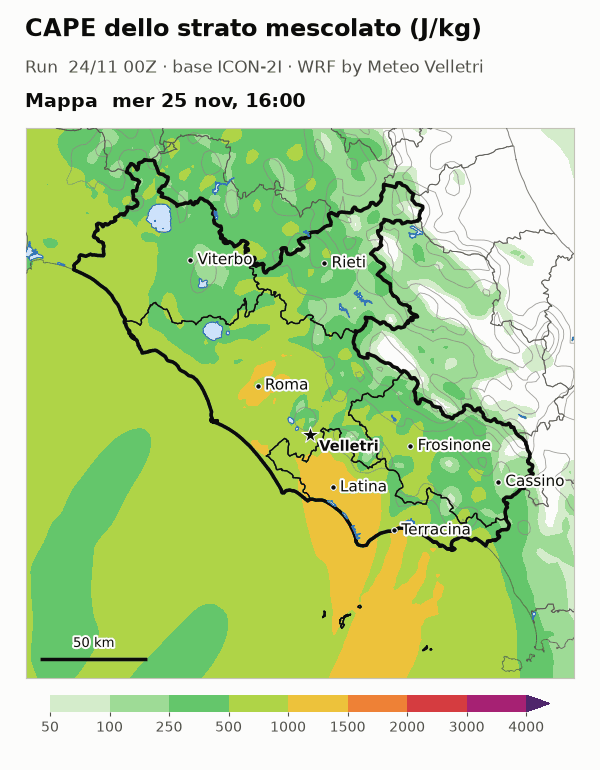 CAPE dello strato mescolato (J/kg)
Run  24/11 00Z · base ICON-2I · WRF by Meteo Velletri
Mappa  mer 25 nov, 16:00
Viterbo
Rieti
Roma
Velletri
Frosinone
Cassino
Latina
Terracina
50 km
50 100 250 500 1000 1500 2000 3000 4000